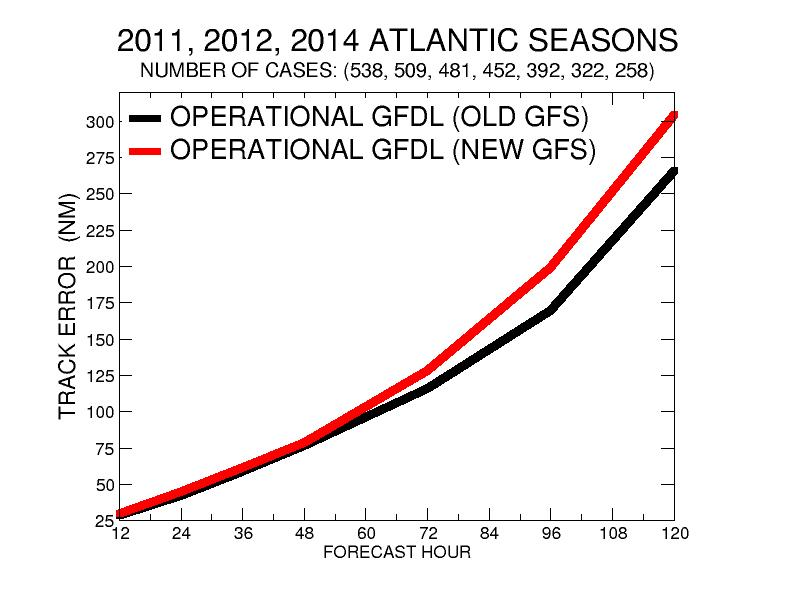 2011, 2012, 2014 ATLANTIC SEASONS
NUMBER OF CASES: (538, 509, 481, 452, 392, 322, 258)
OPERATIONAL GFDL (OLD GFS)
OPERATIONAL GFDL (NEW GFS)
TRACK ERROR (NM)
300
275
250
225
200
175
150
125
100
75
50
25
12 24 36 48 60 72 84 96 108 120
FORECAST HOUR